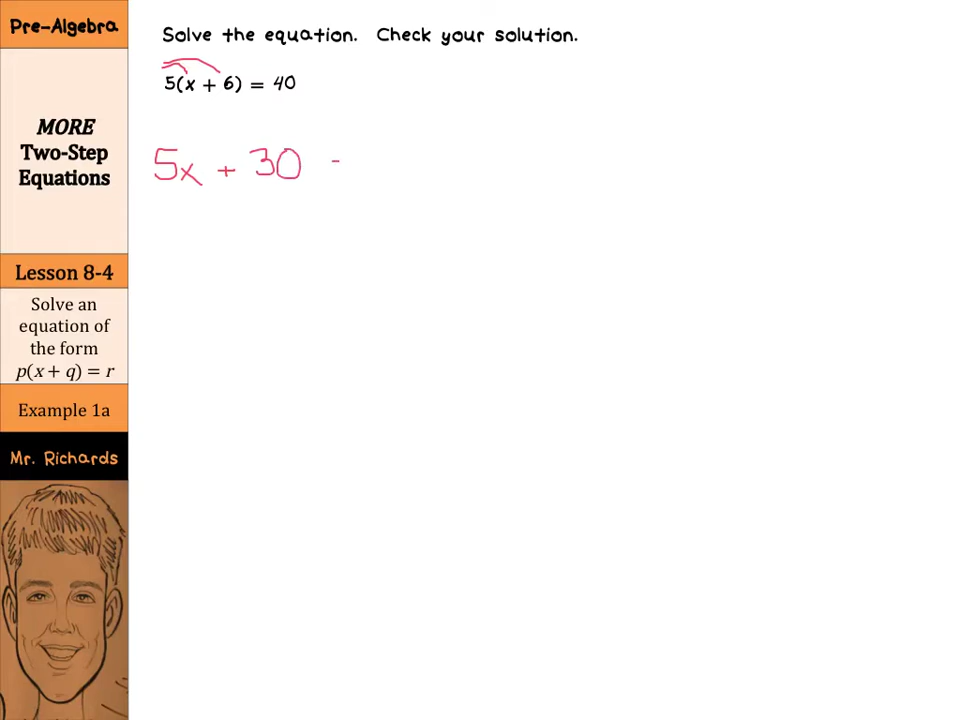 Pre-Algebra
MORE
Two-Step
Equations
Lesson 8-4
Solve an
equation of
the form
p(x + q) = r
Example 1a
Mr. Richards
Solve the equation. Check your solution.
5(x + 6) = 40
5x + 30 -